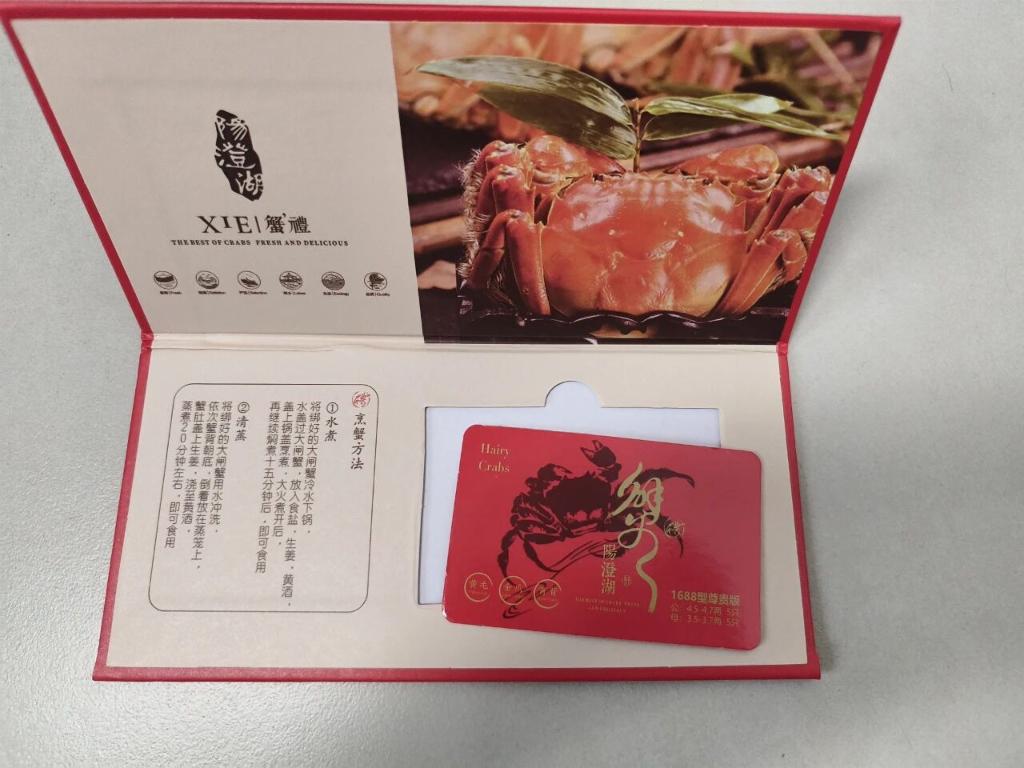 陽澄湖
XIE|蟹禮
THE BEST OF CRABS FRESH AND DELICIOUS
烹蟹方法
①水煮
将绑好的大闸蟹冷水下锅，
水盖过大闸蟹，放入食盐，生姜，黄酒，
盖上锅盖烹煮，大火煮开后，
再继续焖煮十五分钟后，即可食用
②清蒸
将绑好的大闸蟹用水冲洗，
依次蟹背朝底，倒着放在蒸笼上，
蟹肚盖上生姜，浇至黄酒，
蒸煮20分钟左右，即可食用
Hairy
Crabs
蟹
陽澄湖
黄毛
1688型尊贵版
公：4.5-4.7两 5只
母：3.5-3.7两 5只